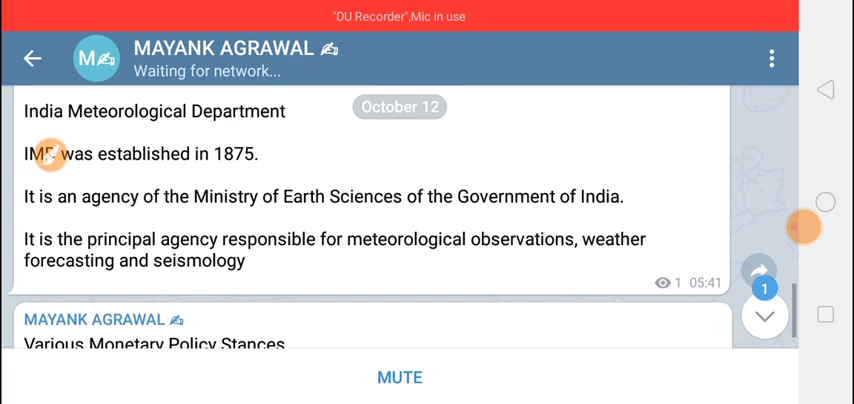 "DU Recorder",Mic in use
MAYANK AGRAWAL ✍
Waiting for network...
M✍
October 12
India Meteorological Department
was established in 1875.
It is an agency of the Ministry of Earth Sciences of the Government of India.
It is the principal agency responsible for meteorological observations, weather
forecasting and seismology
1 05:41
1
MAYANK AGRAWAL ✍
Various Monetary Policy Stances
MUTE